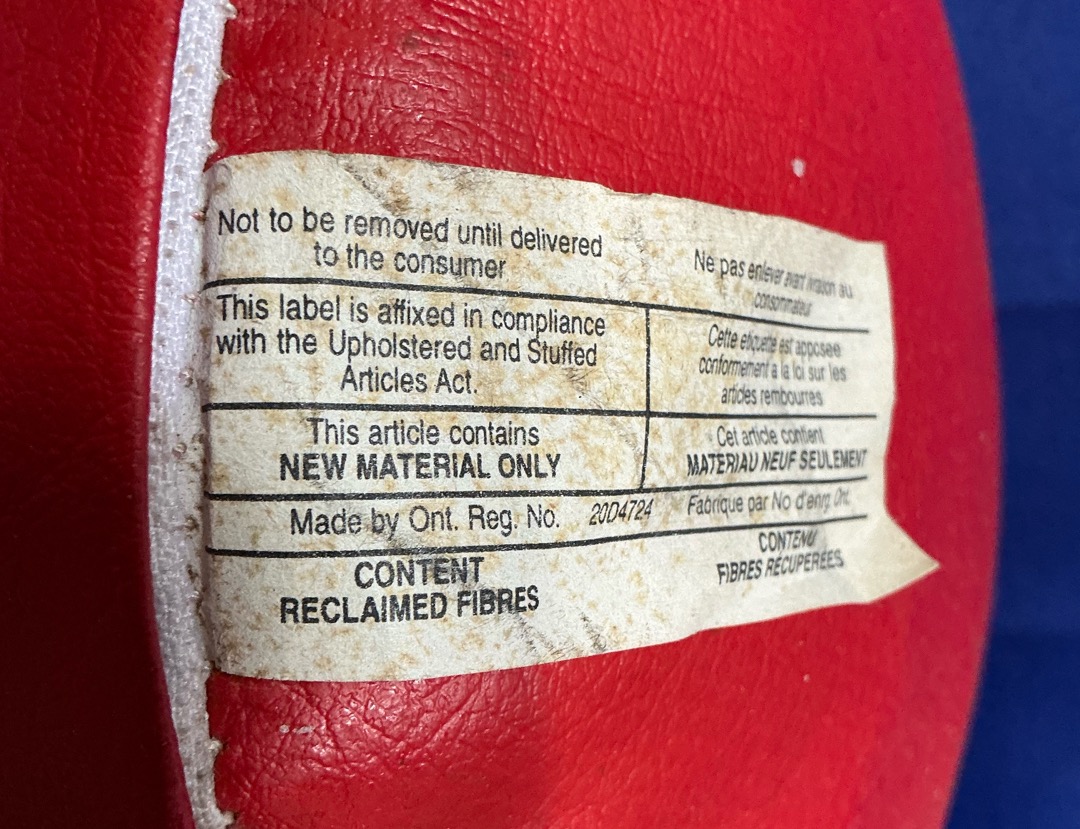 Not to be removed until delivered
to the consumer
Ne pas enlever avant livraison au
consommateur
This label is affixed in compliance
with the Upholstered and Stuffed
Articles Act.
Cette etiquette est apposee
conformement a la loi sur les
articles rembourres
This article contains
NEW MATERIAL ONLY
Cet article contient
MATERIAU NEUF SEULEMENT
Made by Ont. Reg. No. 20D4724 Fabrique par No d'enrg. Ont.
CONTENT
RECLAIMED FIBRES
CONTENU
FIBRES RECUPEREES